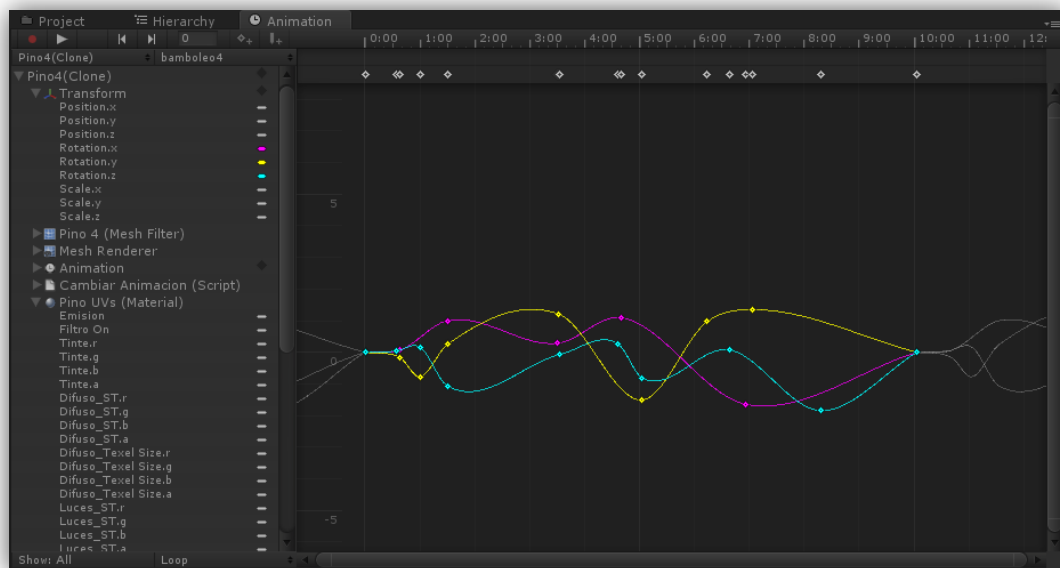 Project Hierarchy Animation
0 0:00 1:00 2:00 3:00 4:00 5:00 6:00 7:00 8:00 9:00 10:00 11:00 12:
Pino4(Clone) bamboleo4
Pino4(Clone)
Transform
Position.x
Position.y
Position.z
Rotation.x
Rotation.y
Rotation.z
Scale.x
Scale.y
Scale.z
Pino 4 (Mesh Filter)
Mesh Renderer
Animation
Cambiar Animacion (Script)
Pino UVs (Material)
Emision
Filtro On
Tinte.r
Tinte.g
Tinte.b
Tinte.a
Difuso_ST.r
Difuso_ST.g
Difuso_ST.b
Difuso_ST.a
Difuso_Texel Size.r
Difuso_Texel Size.g
Difuso_Texel Size.b
Difuso_Texel Size.a
Luces_ST.r
Luces_ST.g
Luces_ST.b
Luces_ST.a
5
0
-5
Show: All Loop